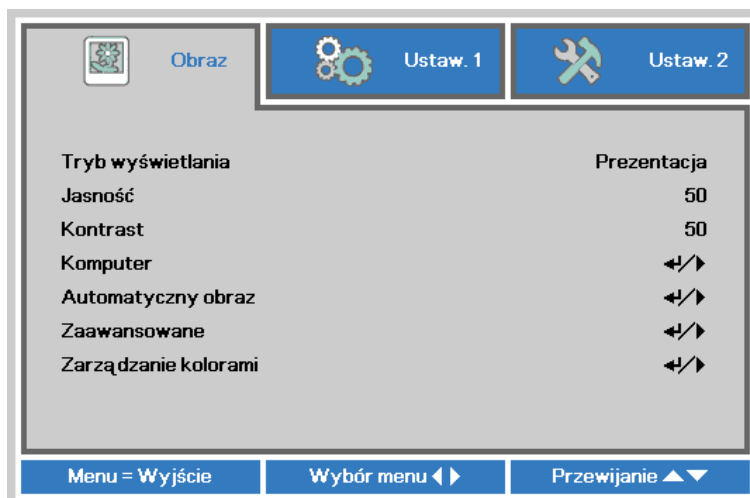 Obraz Ustaw. 1 Ustaw. 2
Tryb wyświetlania Prezentacja
Jasność 50
Kontrast 50
Komputer
Automatyczny obraz
Zaawansowane
Zarządzanie kolorami
Menu = Wyjście Wybór menu Przewijanie